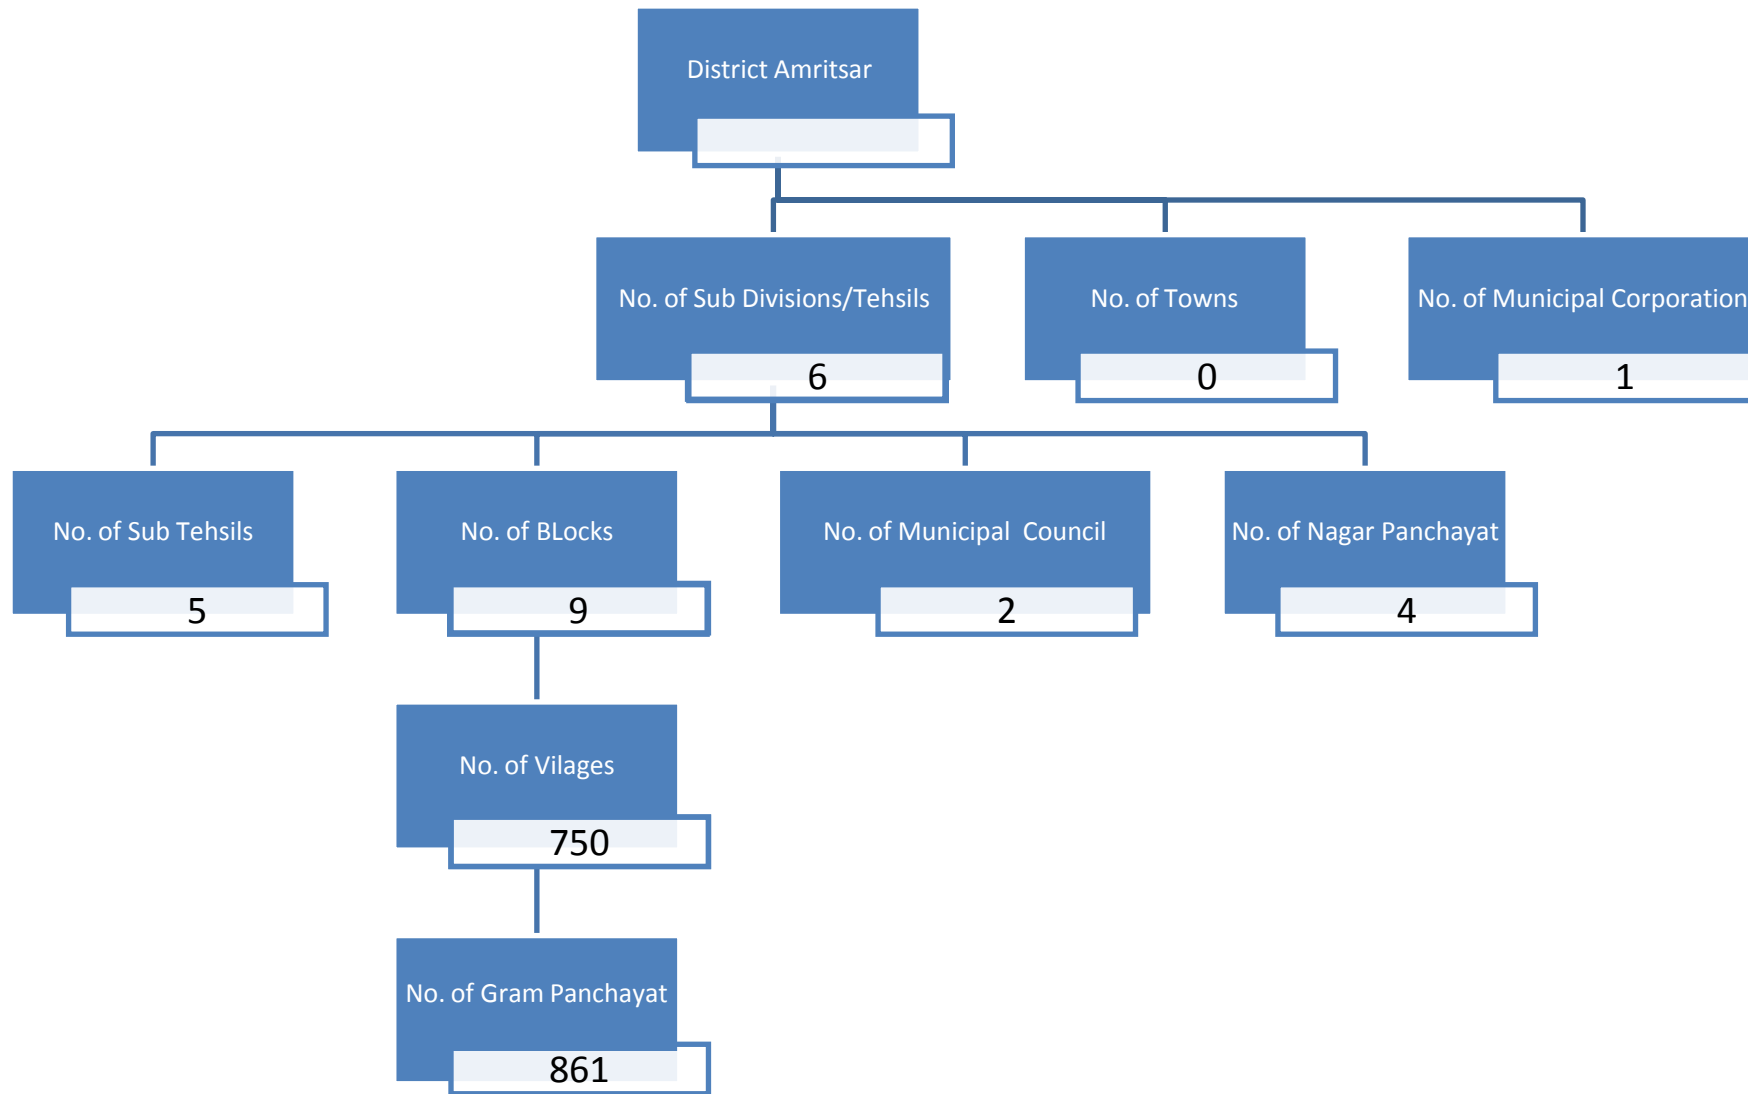 District Amritsar
No. of Sub Divisions/Tehsils
6
No. of Towns
0
No. of Municipal Corporation
1
No. of Sub Tehsils
5
No. of BLocks
9
No. of Municipal  Council
2
No. of Nagar Panchayat
4
No. of Vilages
750
No. of Gram Panchayat
861